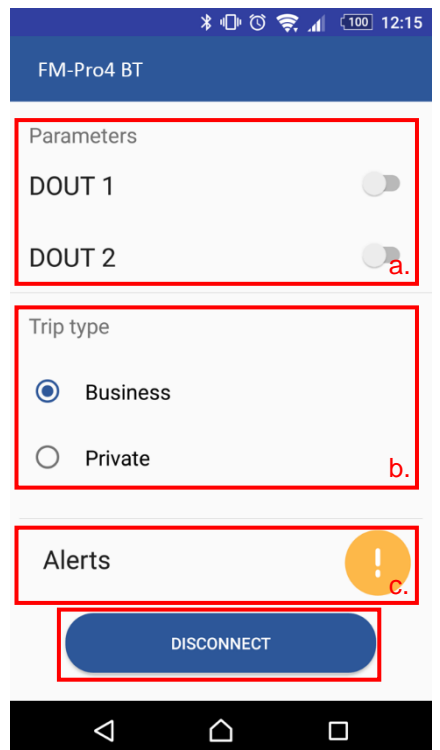 100 12:15
FM-Pro4 BT
Parameters
DOUT 1
DOUT 2
a.
Trip type
Business
Private
b.
Alerts
!
c.
DISCONNECT